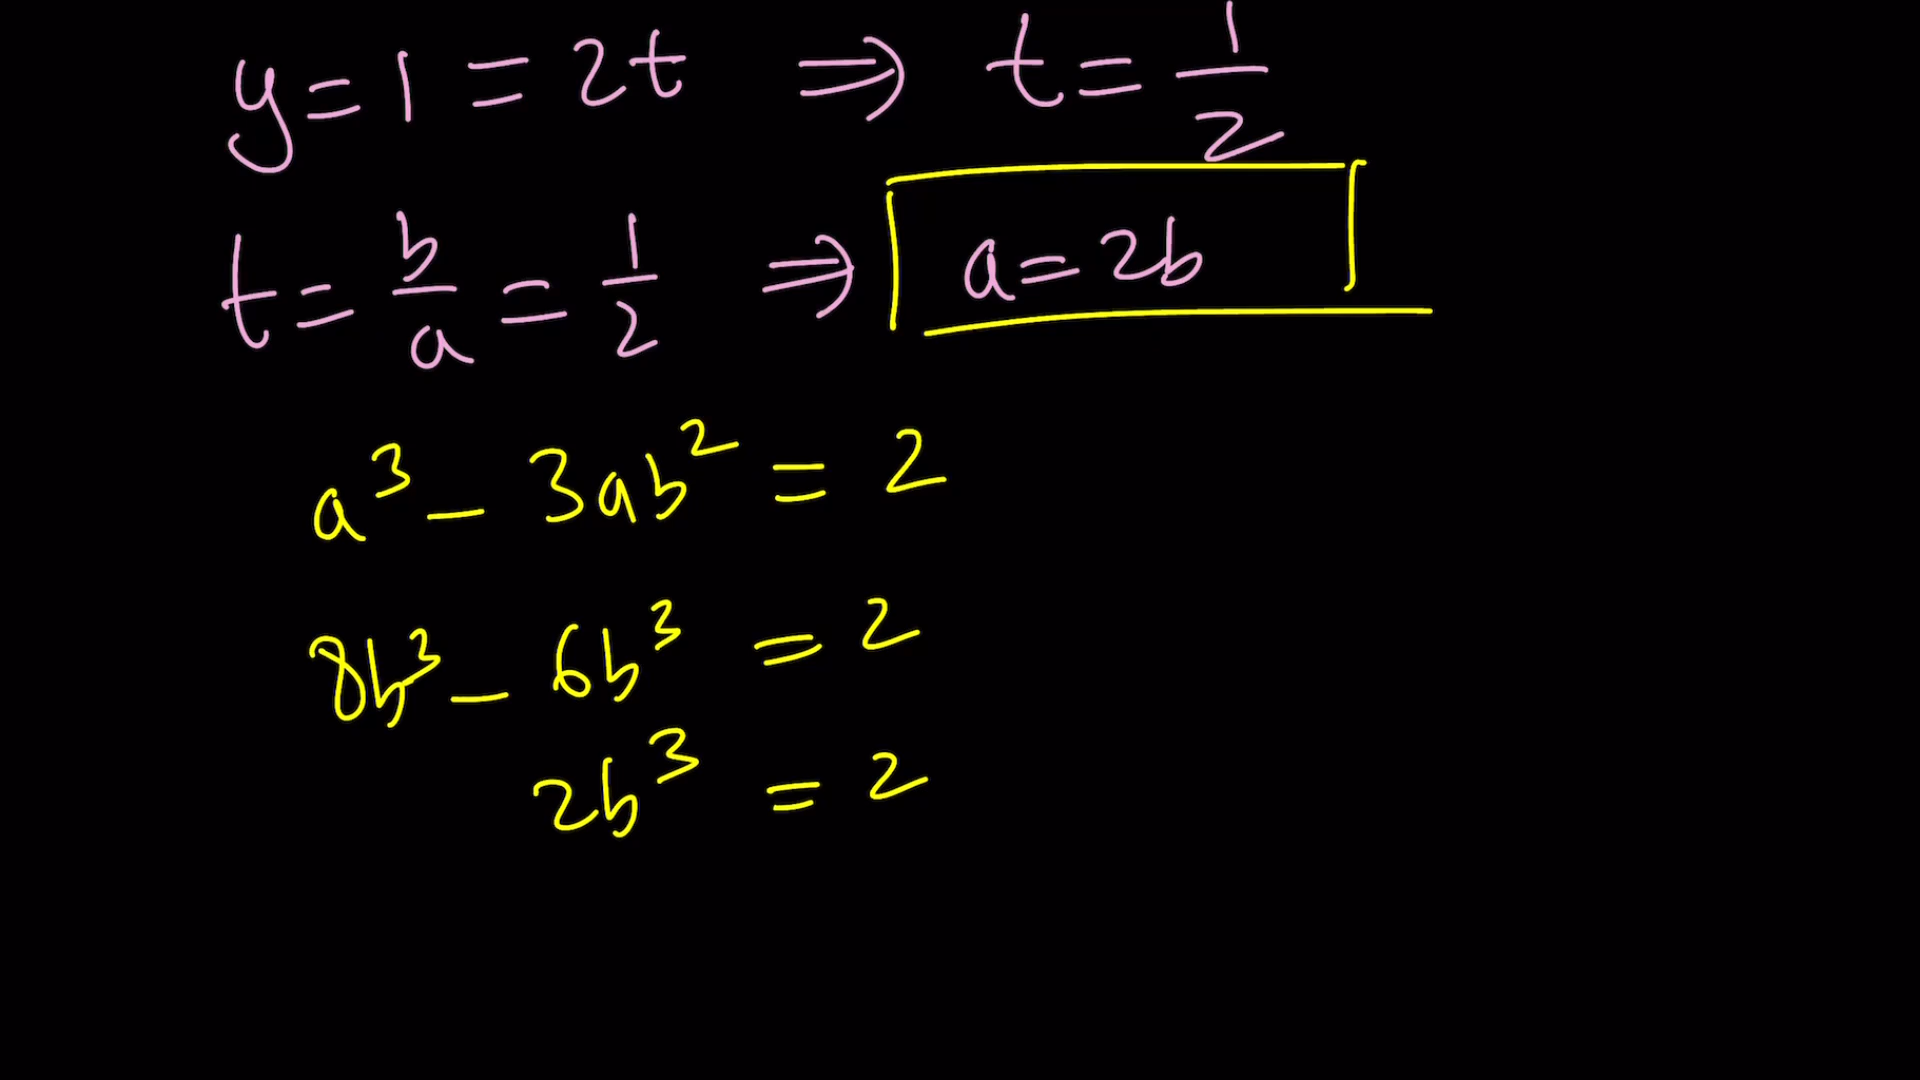 y = 1 = 2t ⇒ t = 1/2
t = b/a = 1/2 ⇒ a = 2b
a³ - 3ab² = 2
8b³ - 6b³ = 2
2b³ = 2